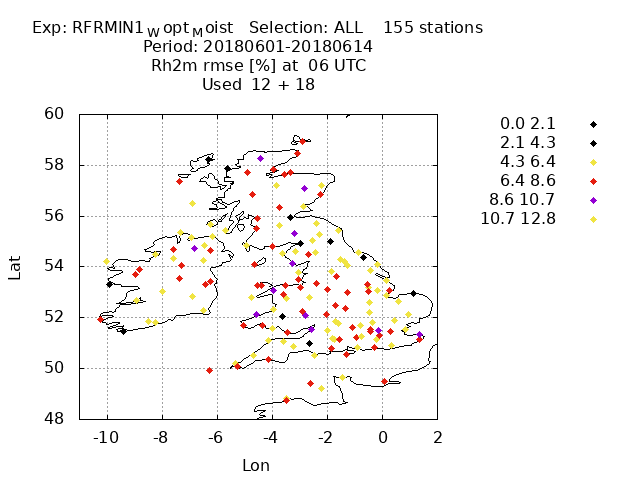 Exp: RFRMIN1WoptMoist Selection: ALL 155 stations
Period: 20180601-20180614
Rh2m rmse [%] at 06 UTC
Used 12 + 18
0.0 2.1
2.1 4.3
4.3 6.4
6.4 8.6
8.6 10.7
10.7 12.8
60
58
56
54
52
50
48
Lat
-10 -8 -6 -4 -2 0 2
Lon